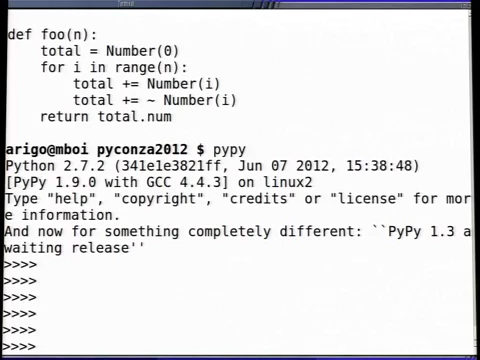 def foo(n):
    total = Number(0)
    for i in range(n):
        total += Number(i)
        total += ~ Number(i)
    return total.num
arigo@mboi pyconza2012 $ pypy
Python 2.7.2 (341e1e3821ff, Jun 07 2012, 15:38:48)
[PyPy 1.9.0 with GCC 4.4.3] on linux2
Type "help", "copyright", "credits" or "license" for mor
e information.
And now for something completely different: ``PyPy 1.3 a
waiting release''
>>>>
>>>>
>>>>
>>>>
>>>>
>>>>